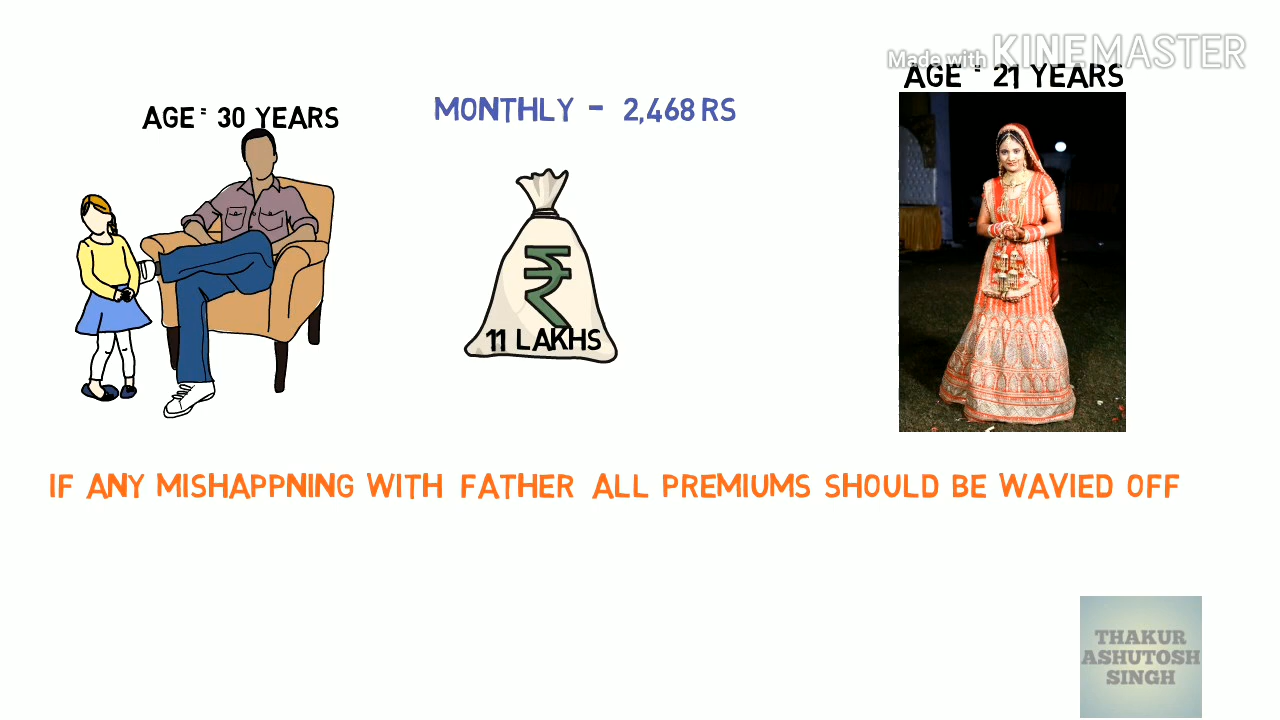 Made with KINEMASTER
AGE = 21 YEARS
MONTHLY - 2,468 RS
AGE = 30 YEARS
₹
11 LAKHS
IF ANY MISHAPPNING WITH FATHER ALL PREMIUMS SHOULD BE WAVIED OFF
THAKUR
ASHUTOSH
SINGH